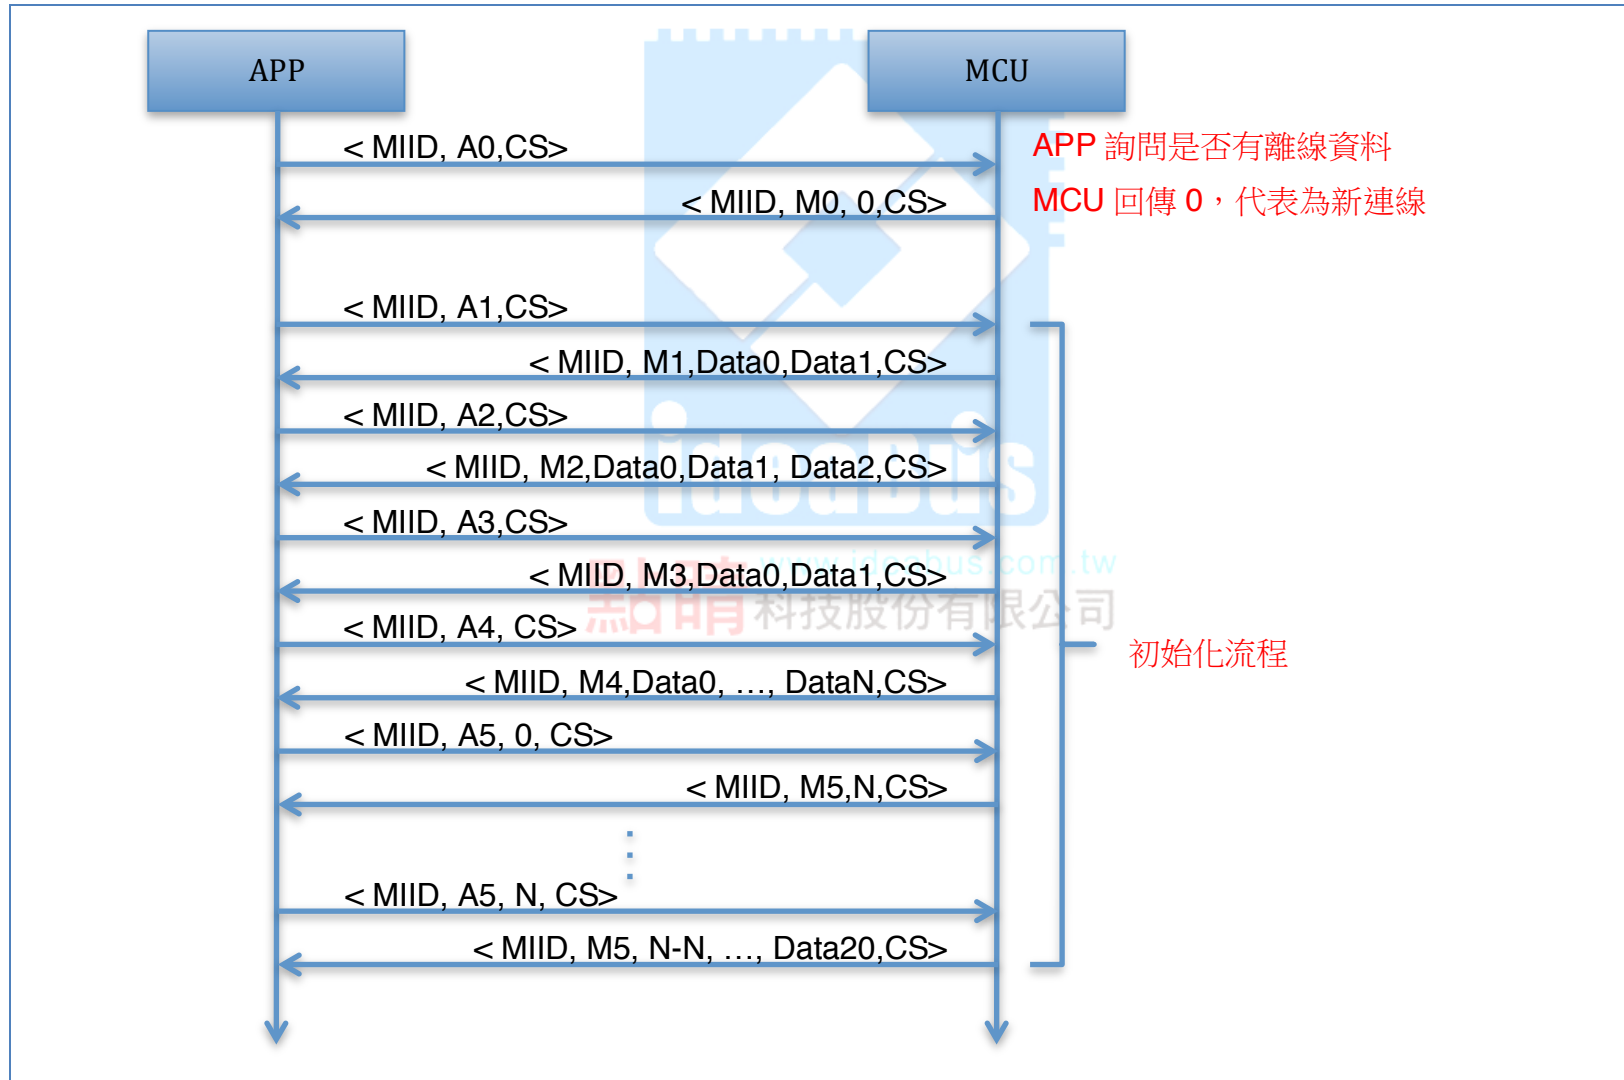 APP
MCU
< MIID, A0,CS>
APP 詢問是否有離線資料
< MIID, M0, 0,CS>
MCU 回傳 0，代表為新連線
< MIID, A1,CS>
< MIID, M1,Data0,Data1,CS>
< MIID, A2,CS>
< MIID, M2,Data0,Data1, Data2,CS>
ideaBus
< MIID, A3,CS>
www.ideabus.com.tw
< MIID, M3,Data0,Data1,CS>
點晴 科技股份有限公司
< MIID, A4, CS>
初始化流程
< MIID, M4,Data0, …, DataN,CS>
< MIID, A5, 0, CS>
< MIID, M5,N,CS>
< MIID, A5, N, CS>
< MIID, M5, N-N, …, Data20,CS>